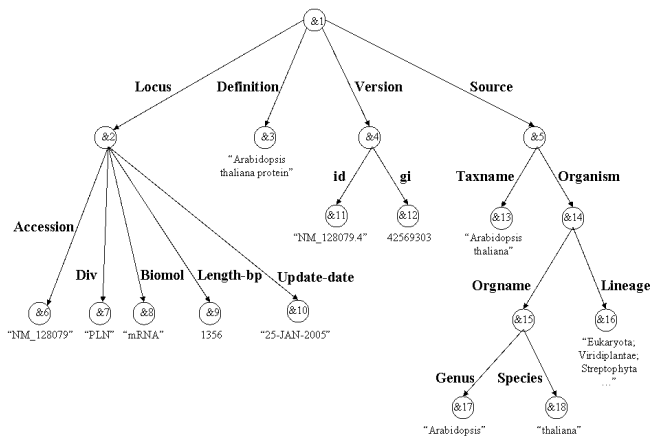 &1
Locus
Definition
Version
Source
&2
&3
&4
&5
“Arabidopsis
thaliana protein”
id
gi
Taxname
Organism
&11
&12
&13
&14
“NM_128079.4”
42569303
“Arabidopsis
thaliana”
Accession
Div
Biomol
Length-bp
Update-date
Orgname
Lineage
&6
&7
&8
&9
&10
&15
&16
“NM_128079”
“PLN”
“mRNA”
1356
“25-JAN-2005”
“Eukaryota;
Viridiplantae;
Streptophyta
...”
Genus
Species
&17
&18
“Arabidopsis”
“thaliana”